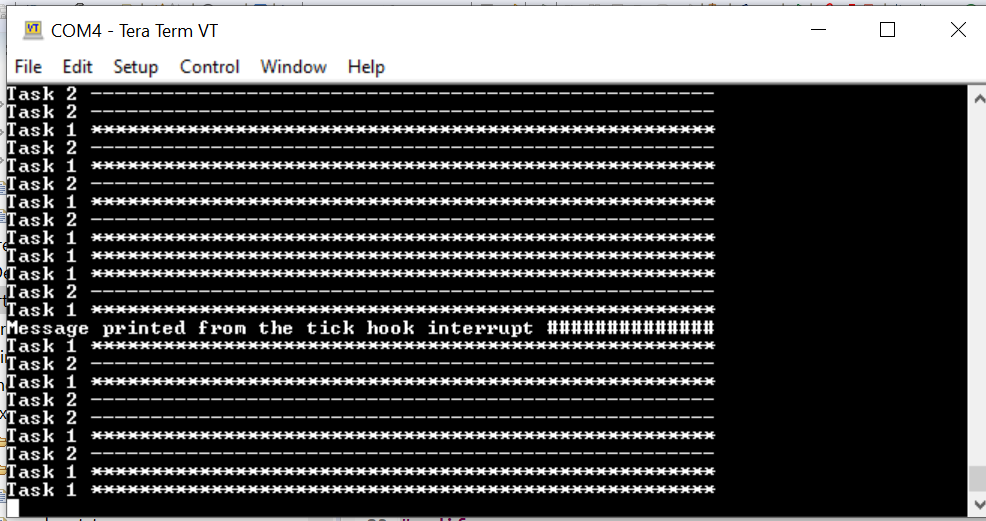 COM4 - Tera Term VT
File Edit Setup Control Window Help
Task 2 ----------------------------------------------------
Task 2 ----------------------------------------------------
Task 1 ****************************************************
Task 2 ----------------------------------------------------
Task 1 ****************************************************
Task 2 ----------------------------------------------------
Task 1 ****************************************************
Task 2 ----------------------------------------------------
Task 1 ****************************************************
Task 1 ****************************************************
Task 1 ****************************************************
Task 2 ----------------------------------------------------
Task 1 ****************************************************
Message printed from the tick hook interrupt ##############
Task 1 ****************************************************
Task 2 ----------------------------------------------------
Task 1 ****************************************************
Task 2 ----------------------------------------------------
Task 2 ----------------------------------------------------
Task 1 ****************************************************
Task 2 ----------------------------------------------------
Task 1 ****************************************************
Task 1 ****************************************************